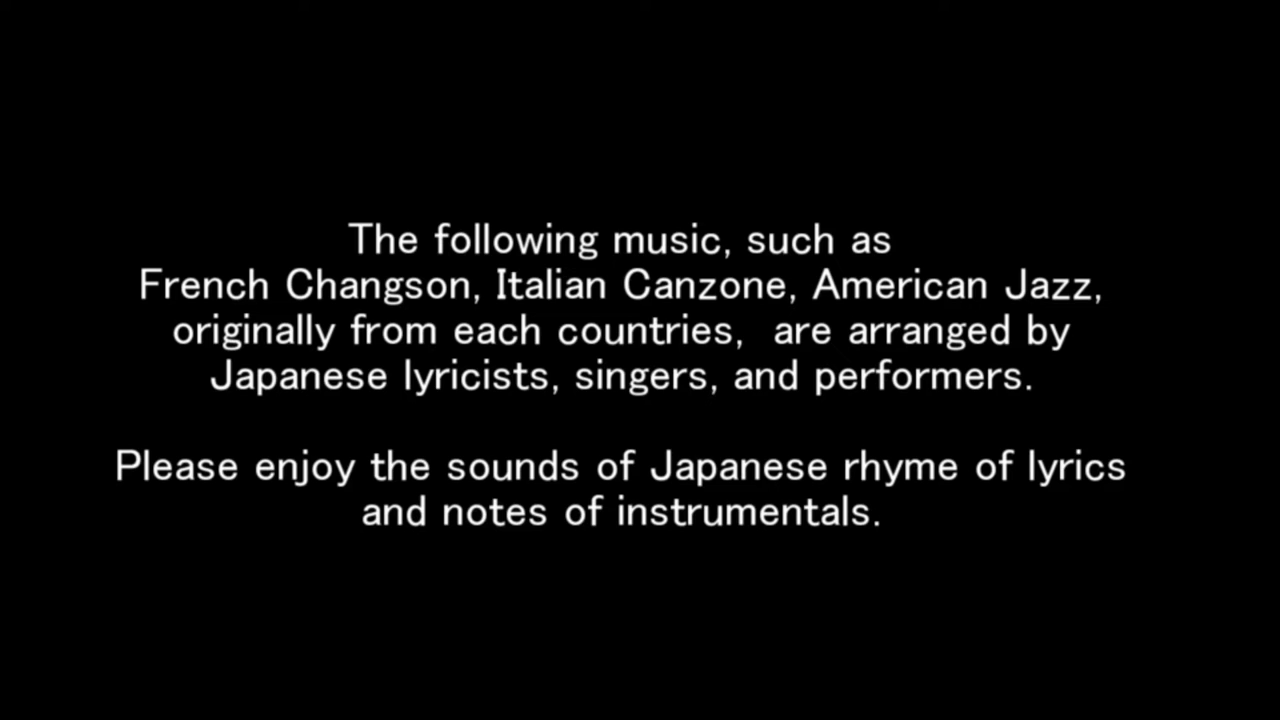 The following music, such as
French Changson, Italian Canzone, American Jazz,
originally from each countries, are arranged by
Japanese lyricists, singers, and performers.
Please enjoy the sounds of Japanese rhyme of lyrics
and notes of instrumentals.